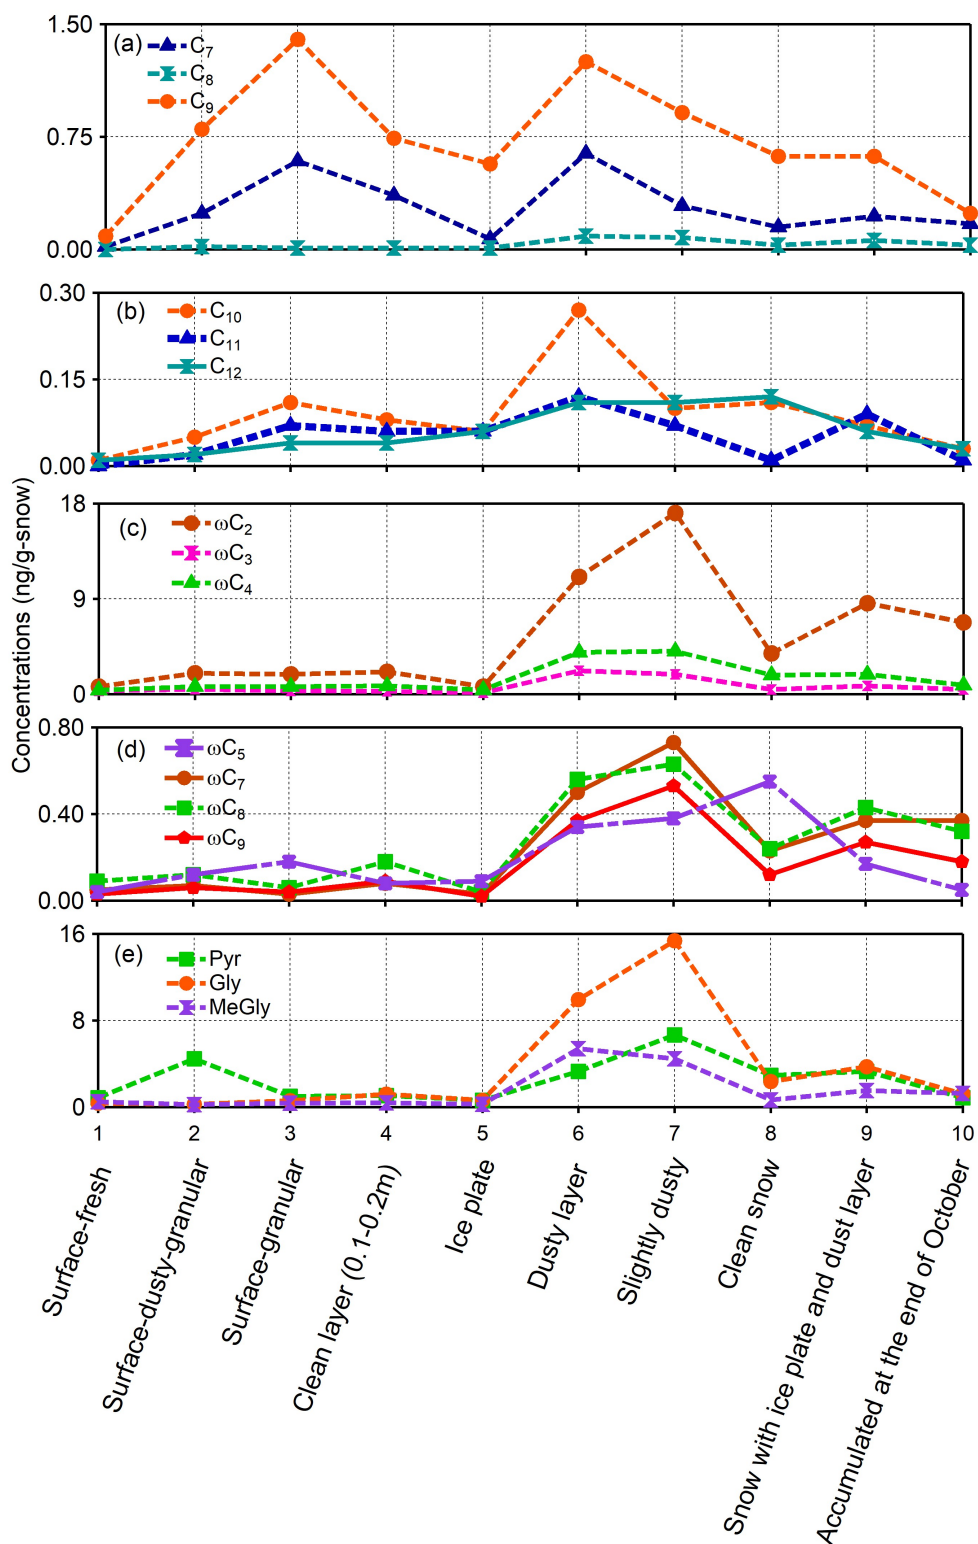 Concentrations (ng/g-snow)
1.50
0.75
0.00
(a)
C7
C8
C9
0.30
0.15
0.00
(b)
C10
C11
C12
18
9
0
(c)
ωC2
ωC3
ωC4
0.80
0.40
0.00
(d)
ωC5
ωC7
ωC8
ωC9
16
8
0
(e)
Pyr
Gly
MeGly
1 2 3 4 5 6 7 8 9 10
Surface-fresh
Surface-dusty-granular
Surface-granular
Clean layer (0.1-0.2m)
Ice plate
Dusty layer
Slightly dusty
Clean snow
Snow with ice plate and dust layer
Accumulated at the end of October